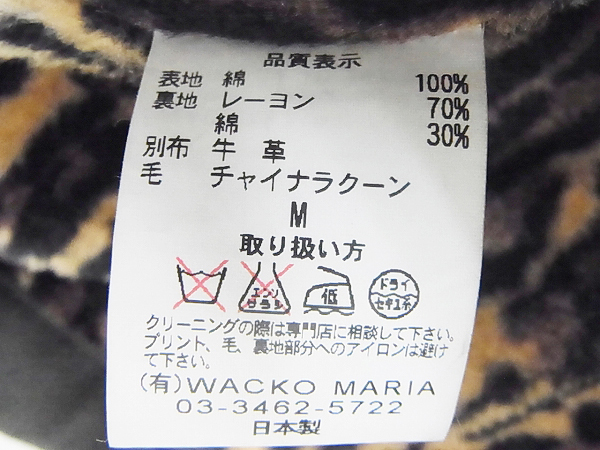 品質表示
表地 綿 100%
裏地 レーヨン 70%
綿 30%
別布 牛 革
毛 チャイナラクーン
M
取り扱い方
エンソ
サラシ
低
ドライ
セキユ系
クリーニングの際は専門店に相談して下さい。
プリント、毛、裏地部分へのアイロンは避け
て下さい。
(有)WACKO MARIA
03-3462-5722
日本製